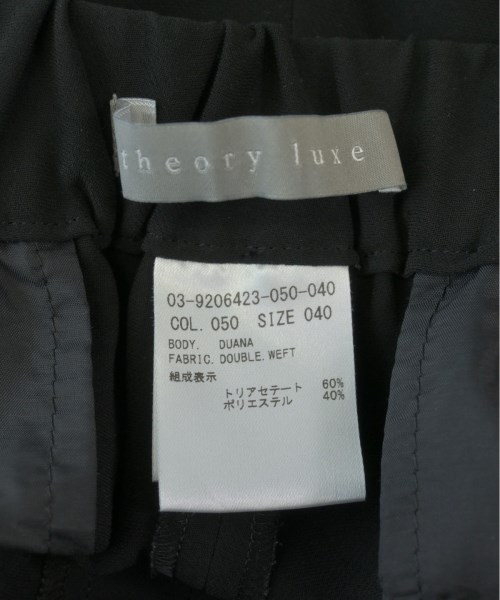 theory luxe
03-9206423-050-040
COL. 050 SIZE 040
BODY. DUANA
FABRIC. DOUBLE. WEFT
組成表示
トリアセテート 60%
ポリエステル 40%